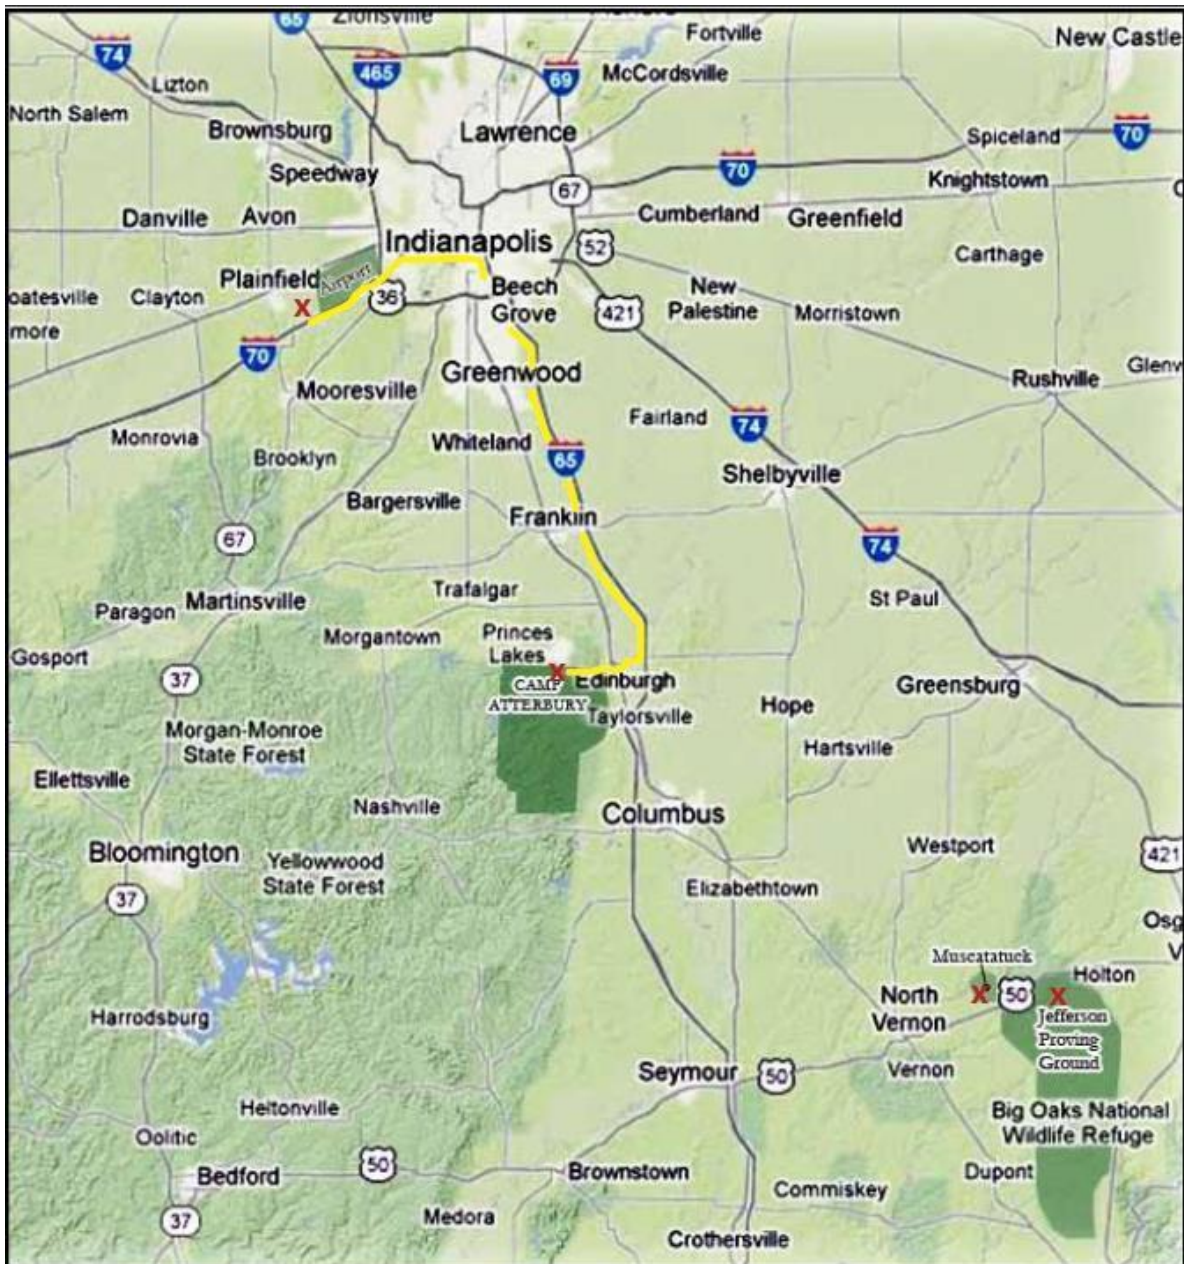 65
Zionsville
Fortville
New Castle
74
465
69
McCordsville
Lizton
North Salem
Brownsburg
Lawrence
Spiceland
70
Speedway
70
Knightstown
67
Danville
Avon
Cumberland
Greenfield
Indianapolis
52
Carthage
Plainfield
Airport
Beech
Grove
New
Palestine
oatesville
Clayton
X
36
421
Morristown
more
70
Greenwood
Glenw
Mooresville
Rushville
Fairland
74
Monrovia
Whiteland
Brooklyn
65
Shelbyville
Bargersville
Franklin
67
74
Trafalgar
St Paul
Paragon
Martinsville
Morgantown
Princes
Lakes
Gosport
X
37
CAMP
ATTERBURY
Edinburgh
Greensburg
Taylorsville
Hope
Morgan-Monroe
State Forest
Hartsville
Ellettsville
Nashville
Columbus
Bloomington
Westport
421
Yellowwood
State Forest
37
Elizabethtown
Osg
V
Muscatatuck
Holton
North
Vernon
X
50
X
Harrodsburg
Jefferson
Proving
Ground
Seymour
50
Vernon
Heltonville
Big Oaks National
Wildlife Refuge
Oolitic
50
Bedford
Brownstown
Dupont
Commiskey
37
Medora
Crothersville